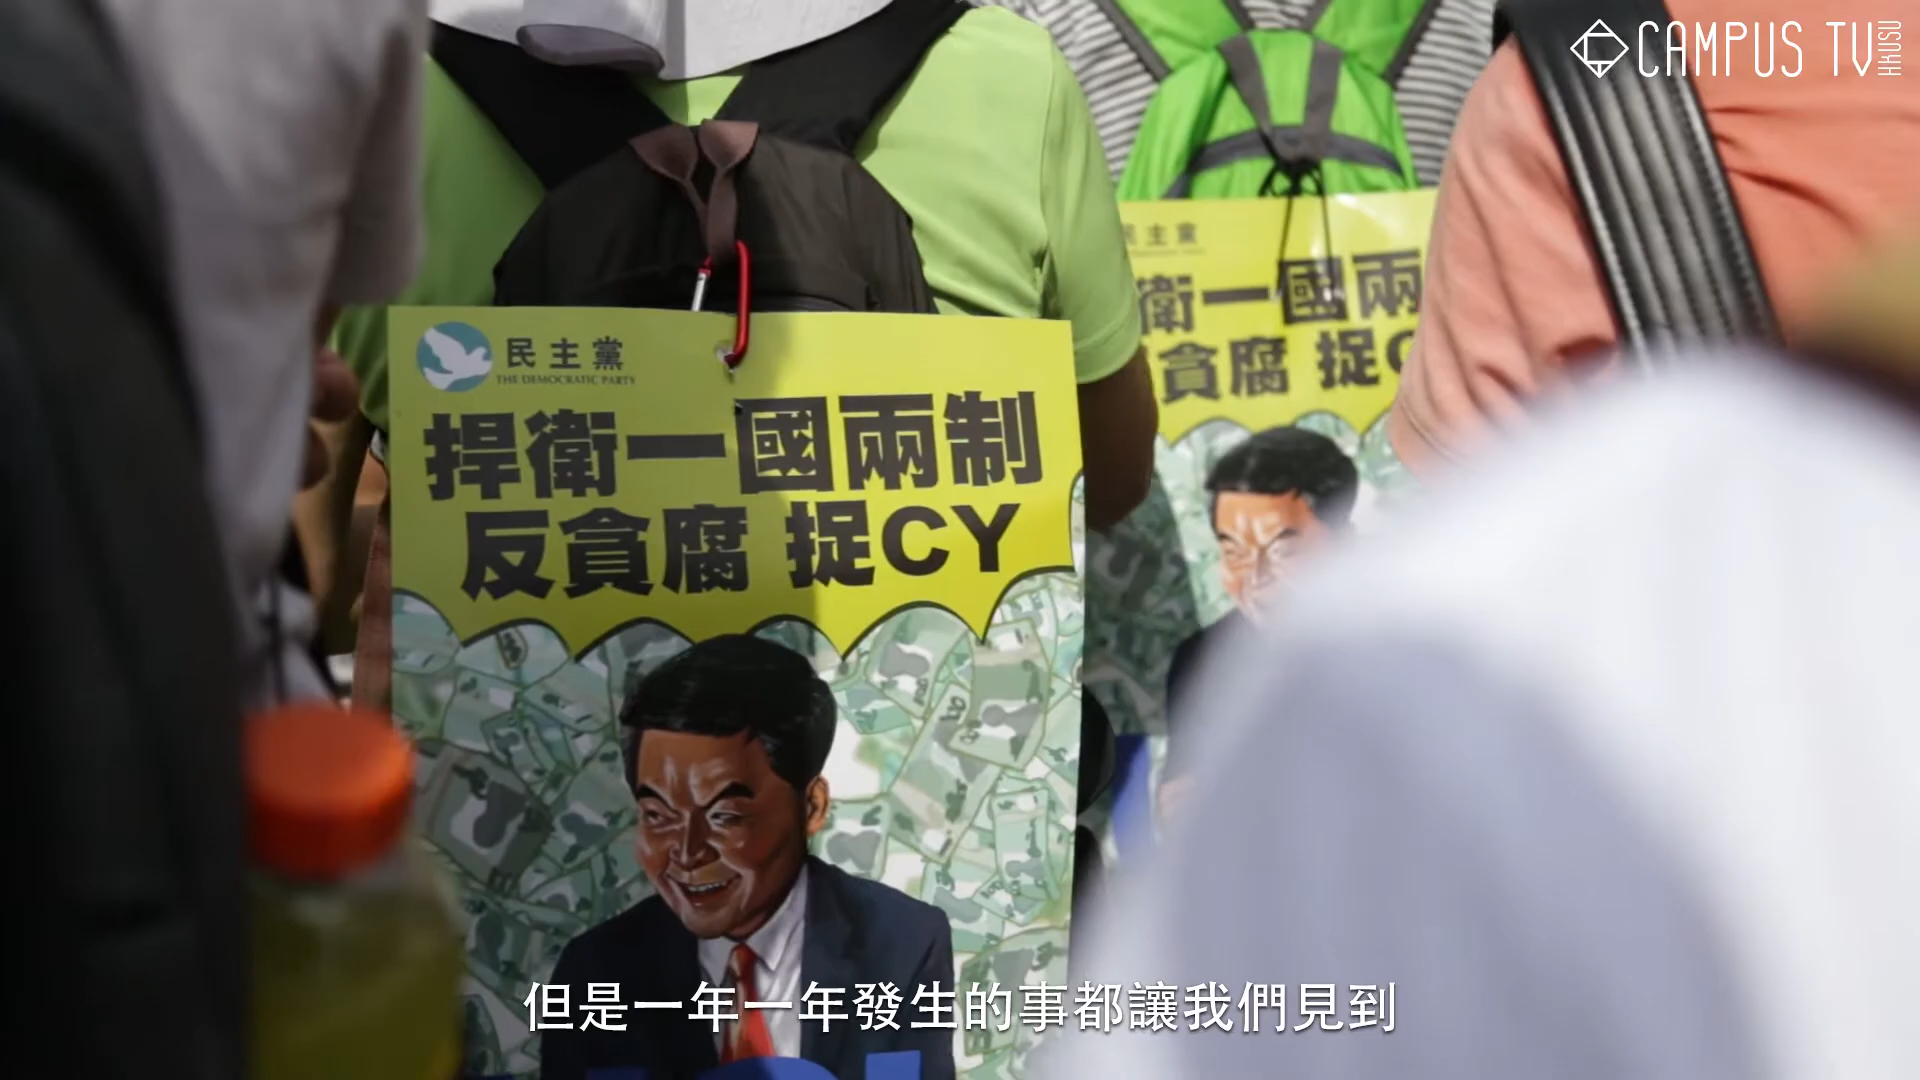 CAMPUS TV HKUSU
民主黨
THE DEMOCRATIC PARTY
捍衛一國兩制
反貪腐 捉CY
主黨
衛一國兩
貪腐 捉C
但是一年一年發生的事都讓我們見到